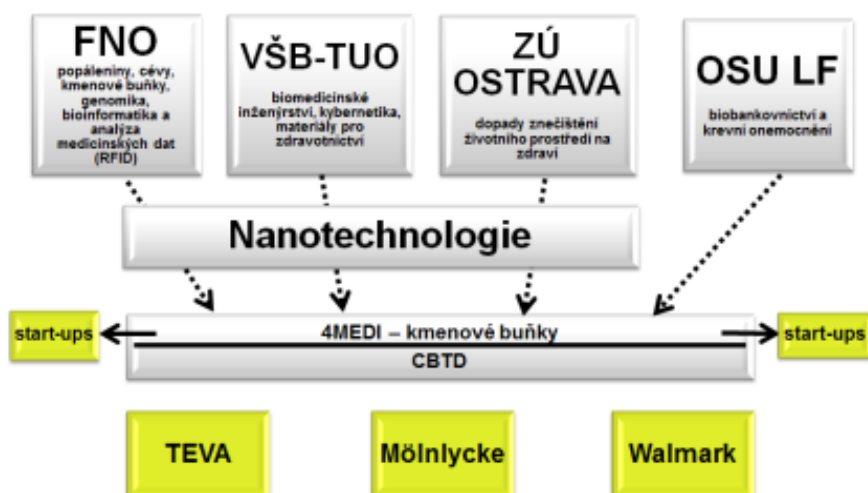 FNO
popáleniny, cévy,
kmenové buňky,
genomika,
bioinformatika a
analýza
medicinských dat
(RFID)
VŠB-TUO
biomedicinské
inženýrství, kybernetika,
materiály pro
zdravotnictví
ZÚ
OSTRAVA
dopady znečištění
životního prostředí na
zdraví
OSU LF
biobankovnictví a
krevní onemocnění
Nanotechnologie
start-ups
4MEDI – kmenové buňky
start-ups
CBTD
TEVA
Mölnlycke
Walmark